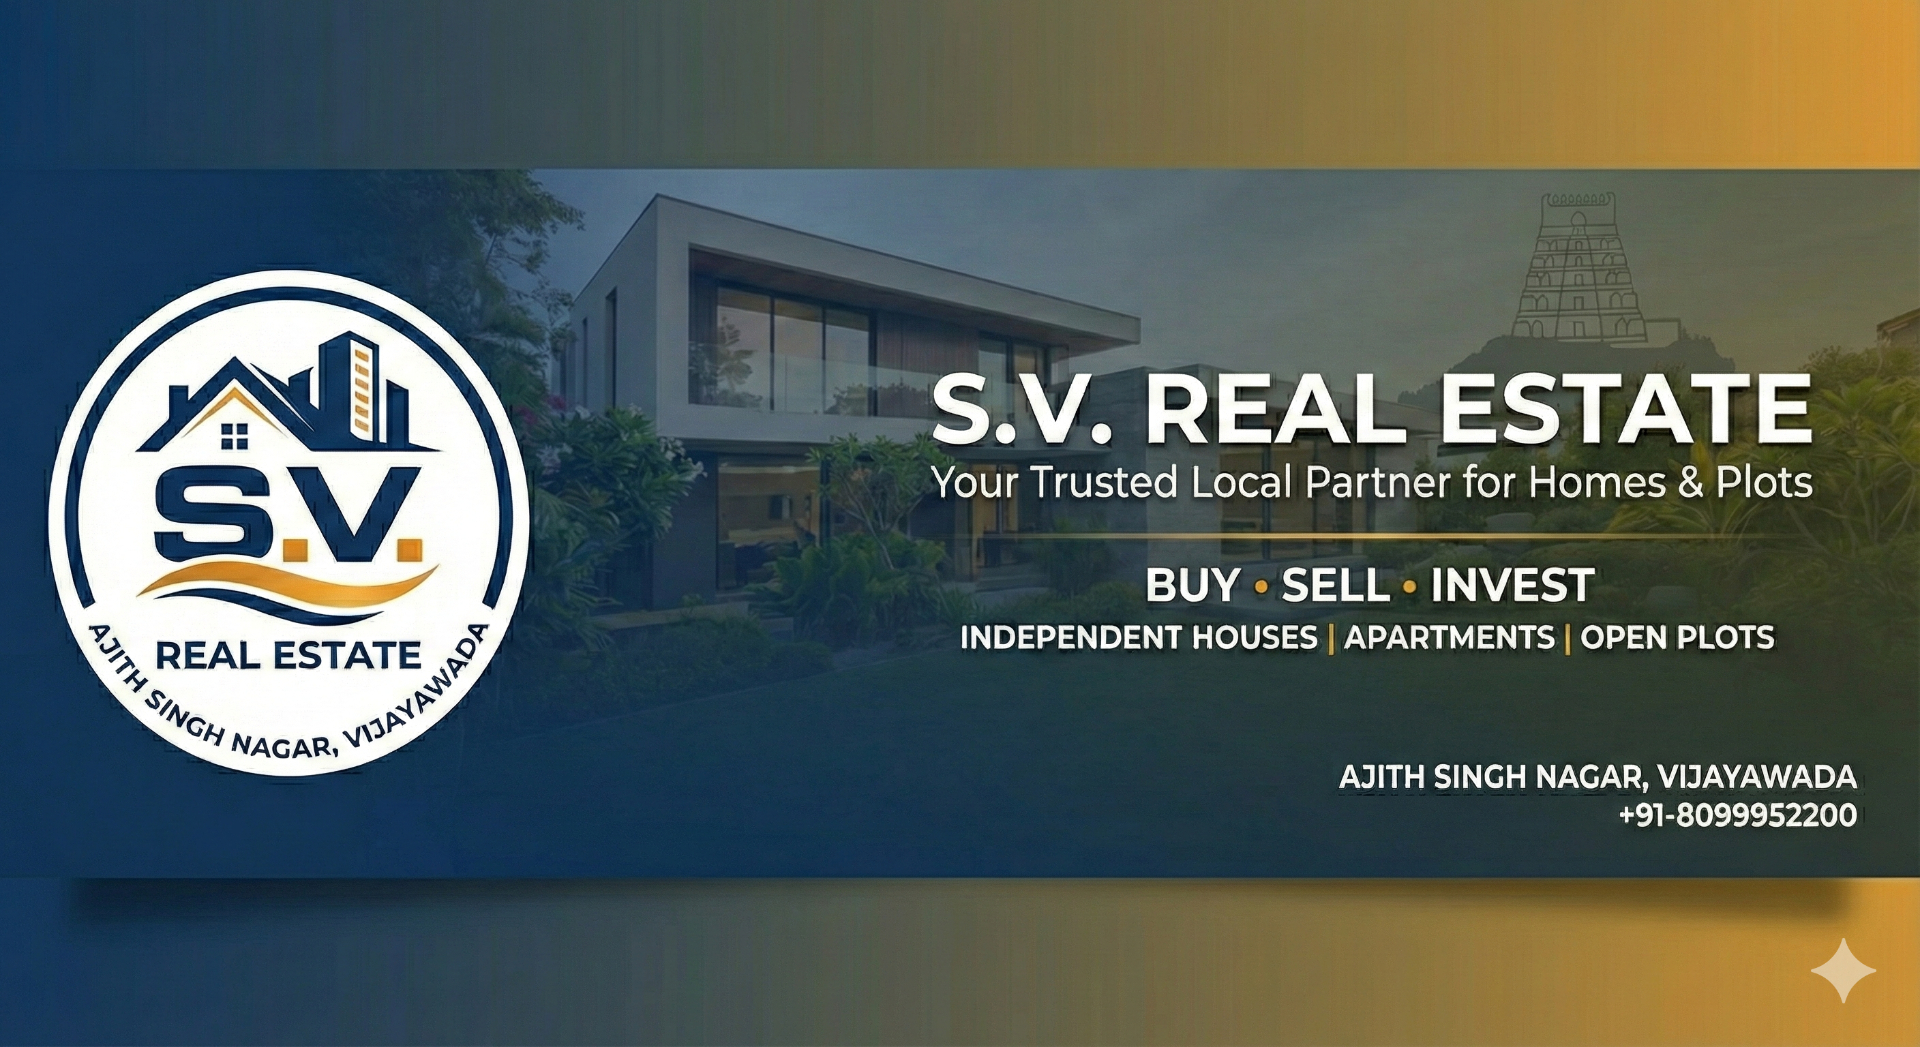 S.V.
REAL ESTATE
AJITH SINGH NAGAR, VIJAYAWADA
S.V. REAL ESTATE
Your Trusted Local Partner for Homes & Plots
BUY • SELL • INVEST
INDEPENDENT HOUSES | APARTMENTS | OPEN PLOTS
AJITH SINGH NAGAR, VIJAYAWADA
+91-8099952200